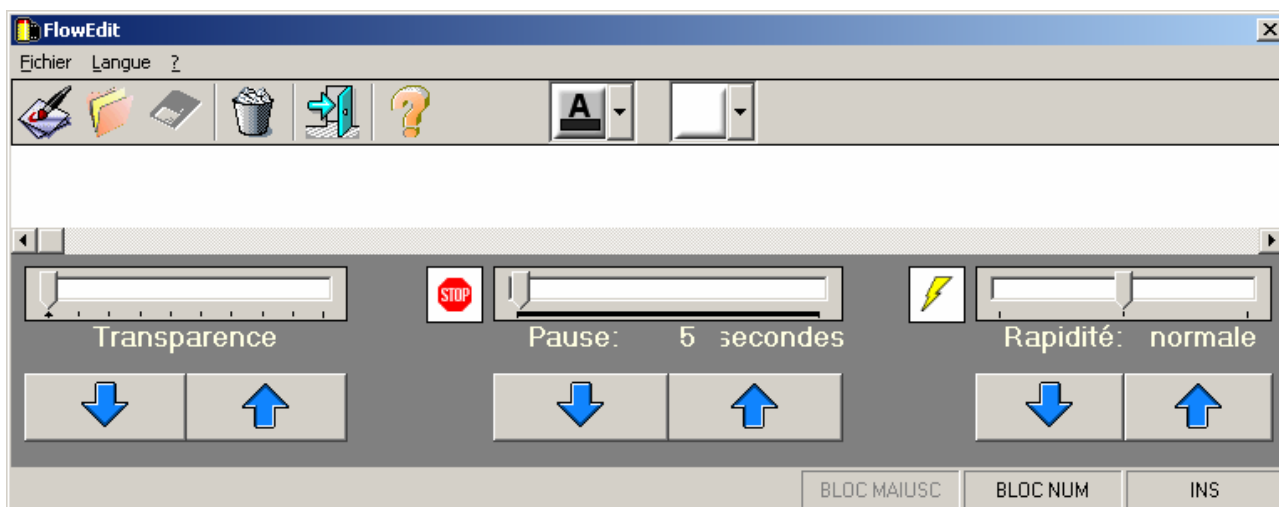 FlowEdit
Fichier Langue ?
A
STOP
Transparence
Pause: 5 secondes
Rapidité: normale
BLOC MAIUSC BLOC NUM INS